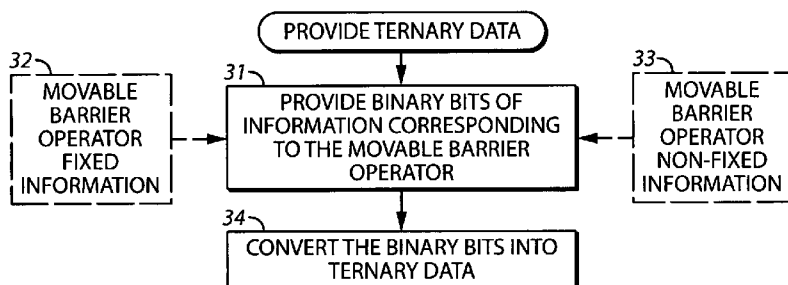 PROVIDE TERNARY DATA
32
MOVABLE
BARRIER
OPERATOR
FIXED
INFORMATION
31
PROVIDE BINARY BITS OF
INFORMATION CORRESPONDING
TO THE MOVABLE BARRIER
OPERATOR
33
MOVABLE
BARRIER
OPERATOR
NON-FIXED
INFORMATION
34
CONVERT THE BINARY BITS INTO
TERNARY DATA